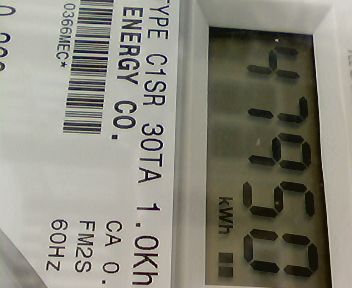 47950
kWh
TYPE C1SR 30TA 1.0Kh
ENERGY CO.
CA 0.
FM2S
60HZ
0366MEC*